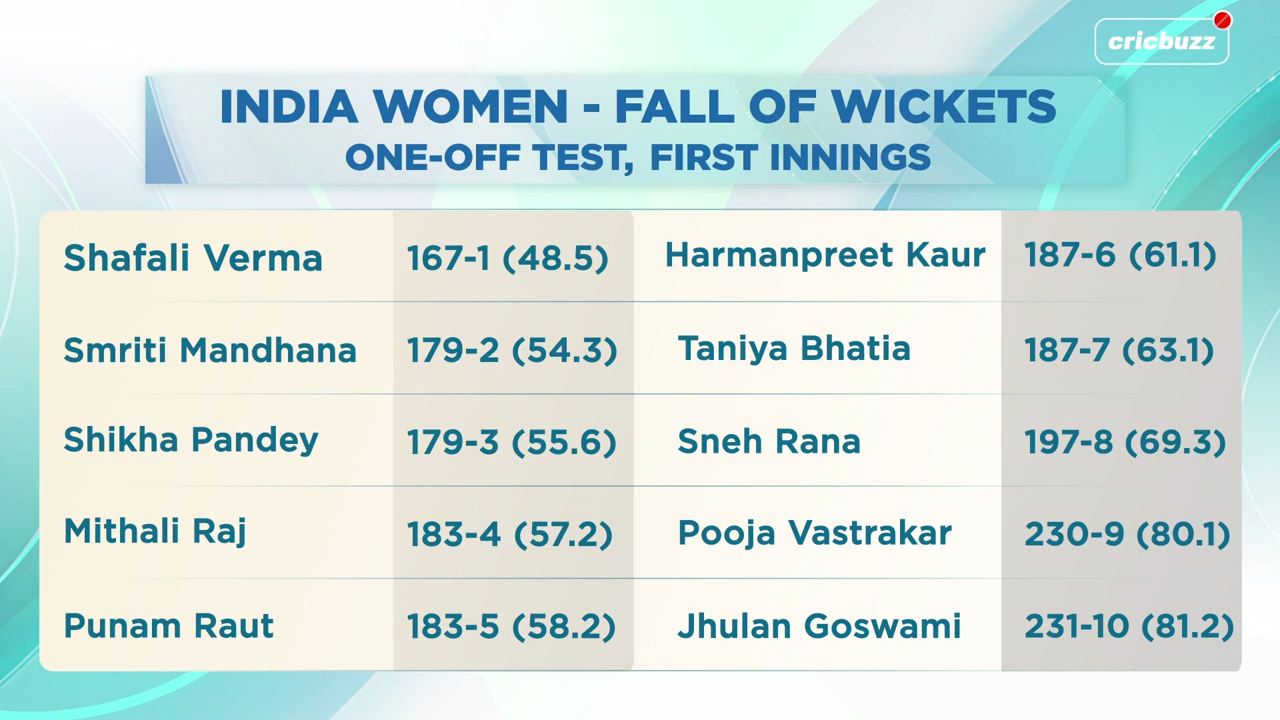 cricbuzz
INDIA WOMEN - FALL OF WICKETS
ONE-OFF TEST, FIRST INNINGS
Shafali Verma 167-1 (48.5)
Smriti Mandhana 179-2 (54.3)
Shikha Pandey 179-3 (55.6)
Mithali Raj 183-4 (57.2)
Punam Raut 183-5 (58.2)
Harmanpreet Kaur 187-6 (61.1)
Taniya Bhatia 187-7 (63.1)
Sneh Rana 197-8 (69.3)
Pooja Vastrakar 230-9 (80.1)
Jhulan Goswami 231-10 (81.2)